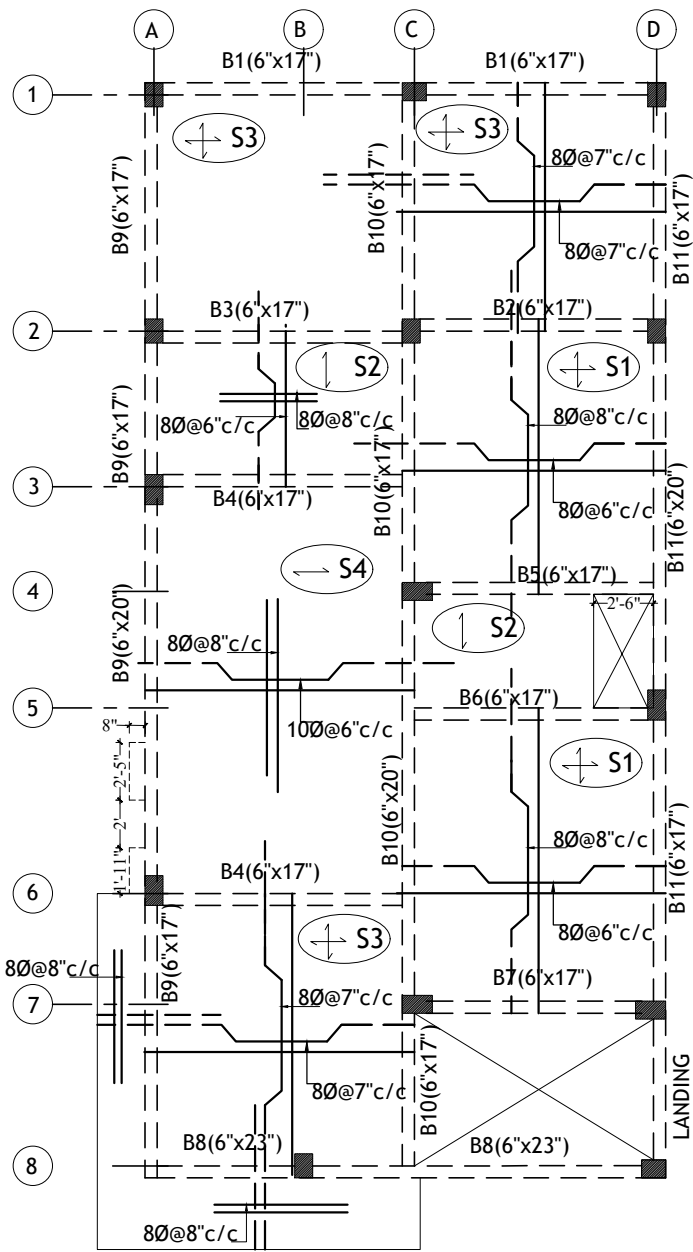 A
B
C
D
B1(6"x17")
B1(6"x17")
1
S3
S3
8Ø@7"c/c
B9(6"x17")
B10(6"x17")
B11(6"x17")
8Ø@7"c/c
B3(6"x17")
B2(6"x17")
2
S2
S1
B9(6"x17")
8Ø@6"c/c
8Ø@8"c/c
8Ø@8"c/c
B10(6"x17")
3
B4(6"x17")
8Ø@6"c/c
B11(6"x20")
S4
4
B5(6"x17")
2'-6"
S2
B9(6"x20")
8Ø@8"c/c
B6(6"x17")
5
8"
10Ø@6"c/c
S1
2'-5"
B10(6"x20")
2'
8Ø@8"c/c
1'-11"
B4(6"x17")
B11(6"x17")
6
S3
8Ø@6"c/c
B9(6"x17")
8Ø@8"c/c
8Ø@7"c/c
B7(6"x17")
7
B10(6"x17")
8Ø@7"c/c
LANDING
B8(6"x23")
B8(6"x23")
8
8Ø@8"c/c